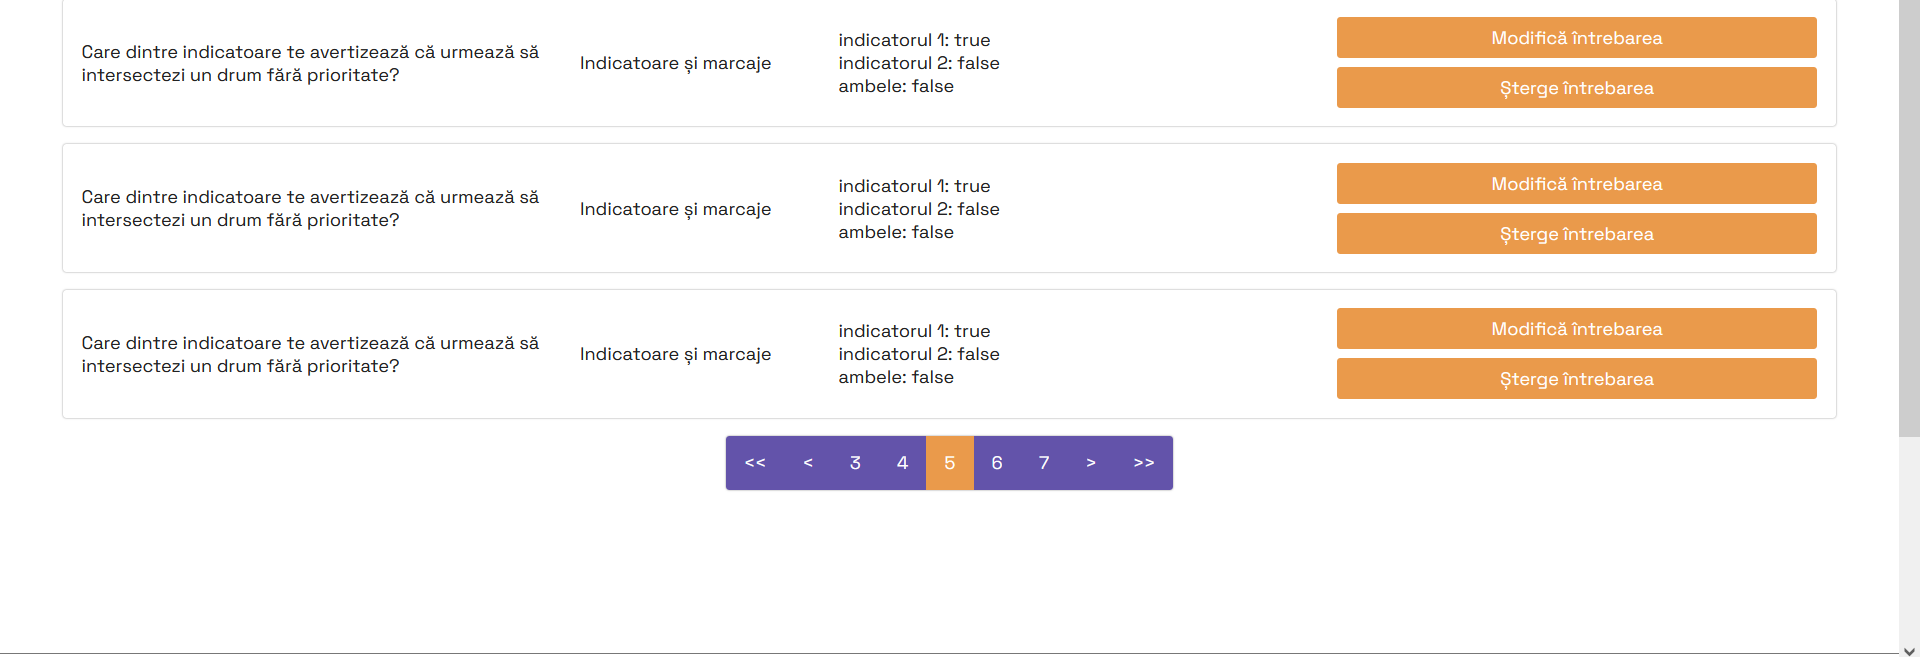 Care dintre indicatoare te avertizează că urmează să
intersectezi un drum fără prioritate?
Indicatoare și marcaje
indicatorul 1: true
indicatorul 2: false
ambele: false
Modifică întrebarea
Șterge întrebarea
Care dintre indicatoare te avertizează că urmează să
intersectezi un drum fără prioritate?
Indicatoare și marcaje
indicatorul 1: true
indicatorul 2: false
ambele: false
Modifică întrebarea
Șterge întrebarea
Care dintre indicatoare te avertizează că urmează să
intersectezi un drum fără prioritate?
Indicatoare și marcaje
indicatorul 1: true
indicatorul 2: false
ambele: false
Modifică întrebarea
Șterge întrebarea
<< < 3 4 5 6 7 > >>